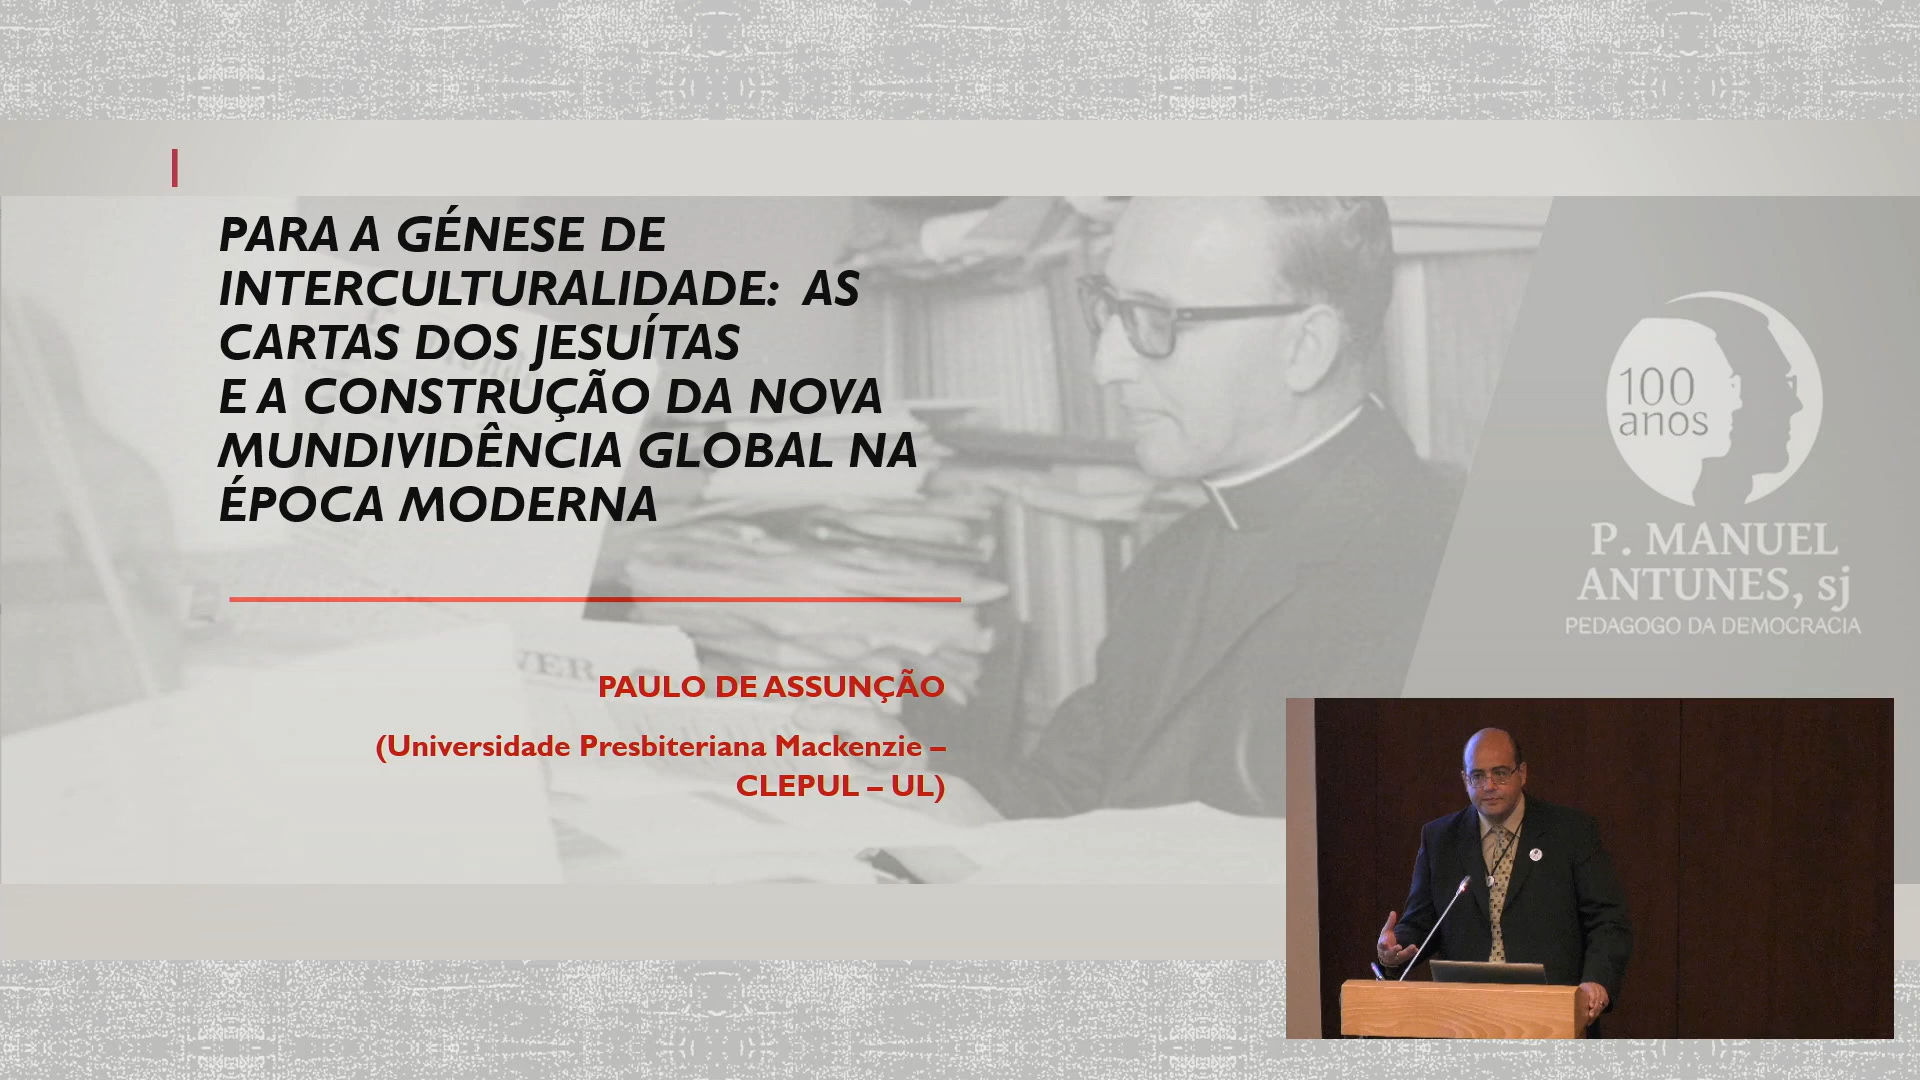 PARA A GÉNESE DE
INTERCULTURALIDADE: AS
CARTAS DOS JESUÍTAS
E A CONSTRUÇÃO DA NOVA
MUNDIVIDÊNCIA GLOBAL NA
ÉPOCA MODERNA
PAULO DE ASSUNÇÃO
(Universidade Presbiteriana Mackenzie –
CLEPUL – UL)
100
anos
P. MANUEL
ANTUNES, sj
PEDAGOGO DA DEMOCRACIA